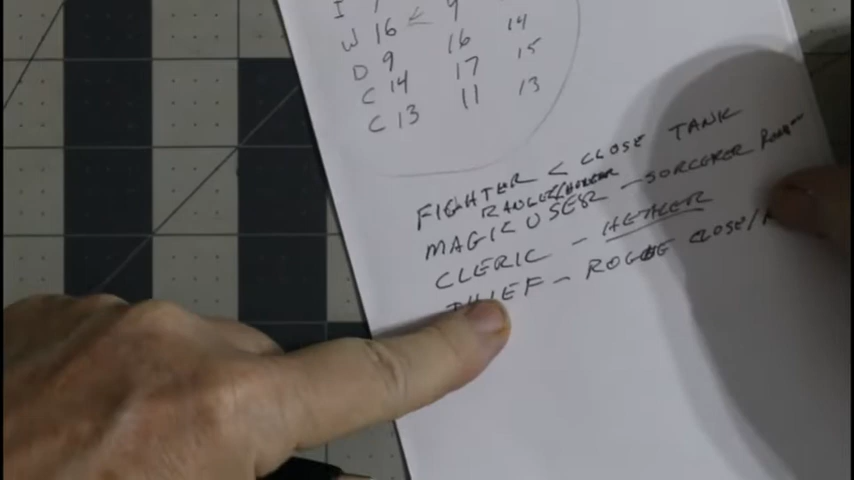 I 9
W 16 16 14
D 9 17 15
C 14 11 13
C 13
FIGHTER < CLOSE TANK
RANGER/
MAGIC USER - SORCERER
CLERIC - HEALER
THIEF - ROGUE CLOSE/